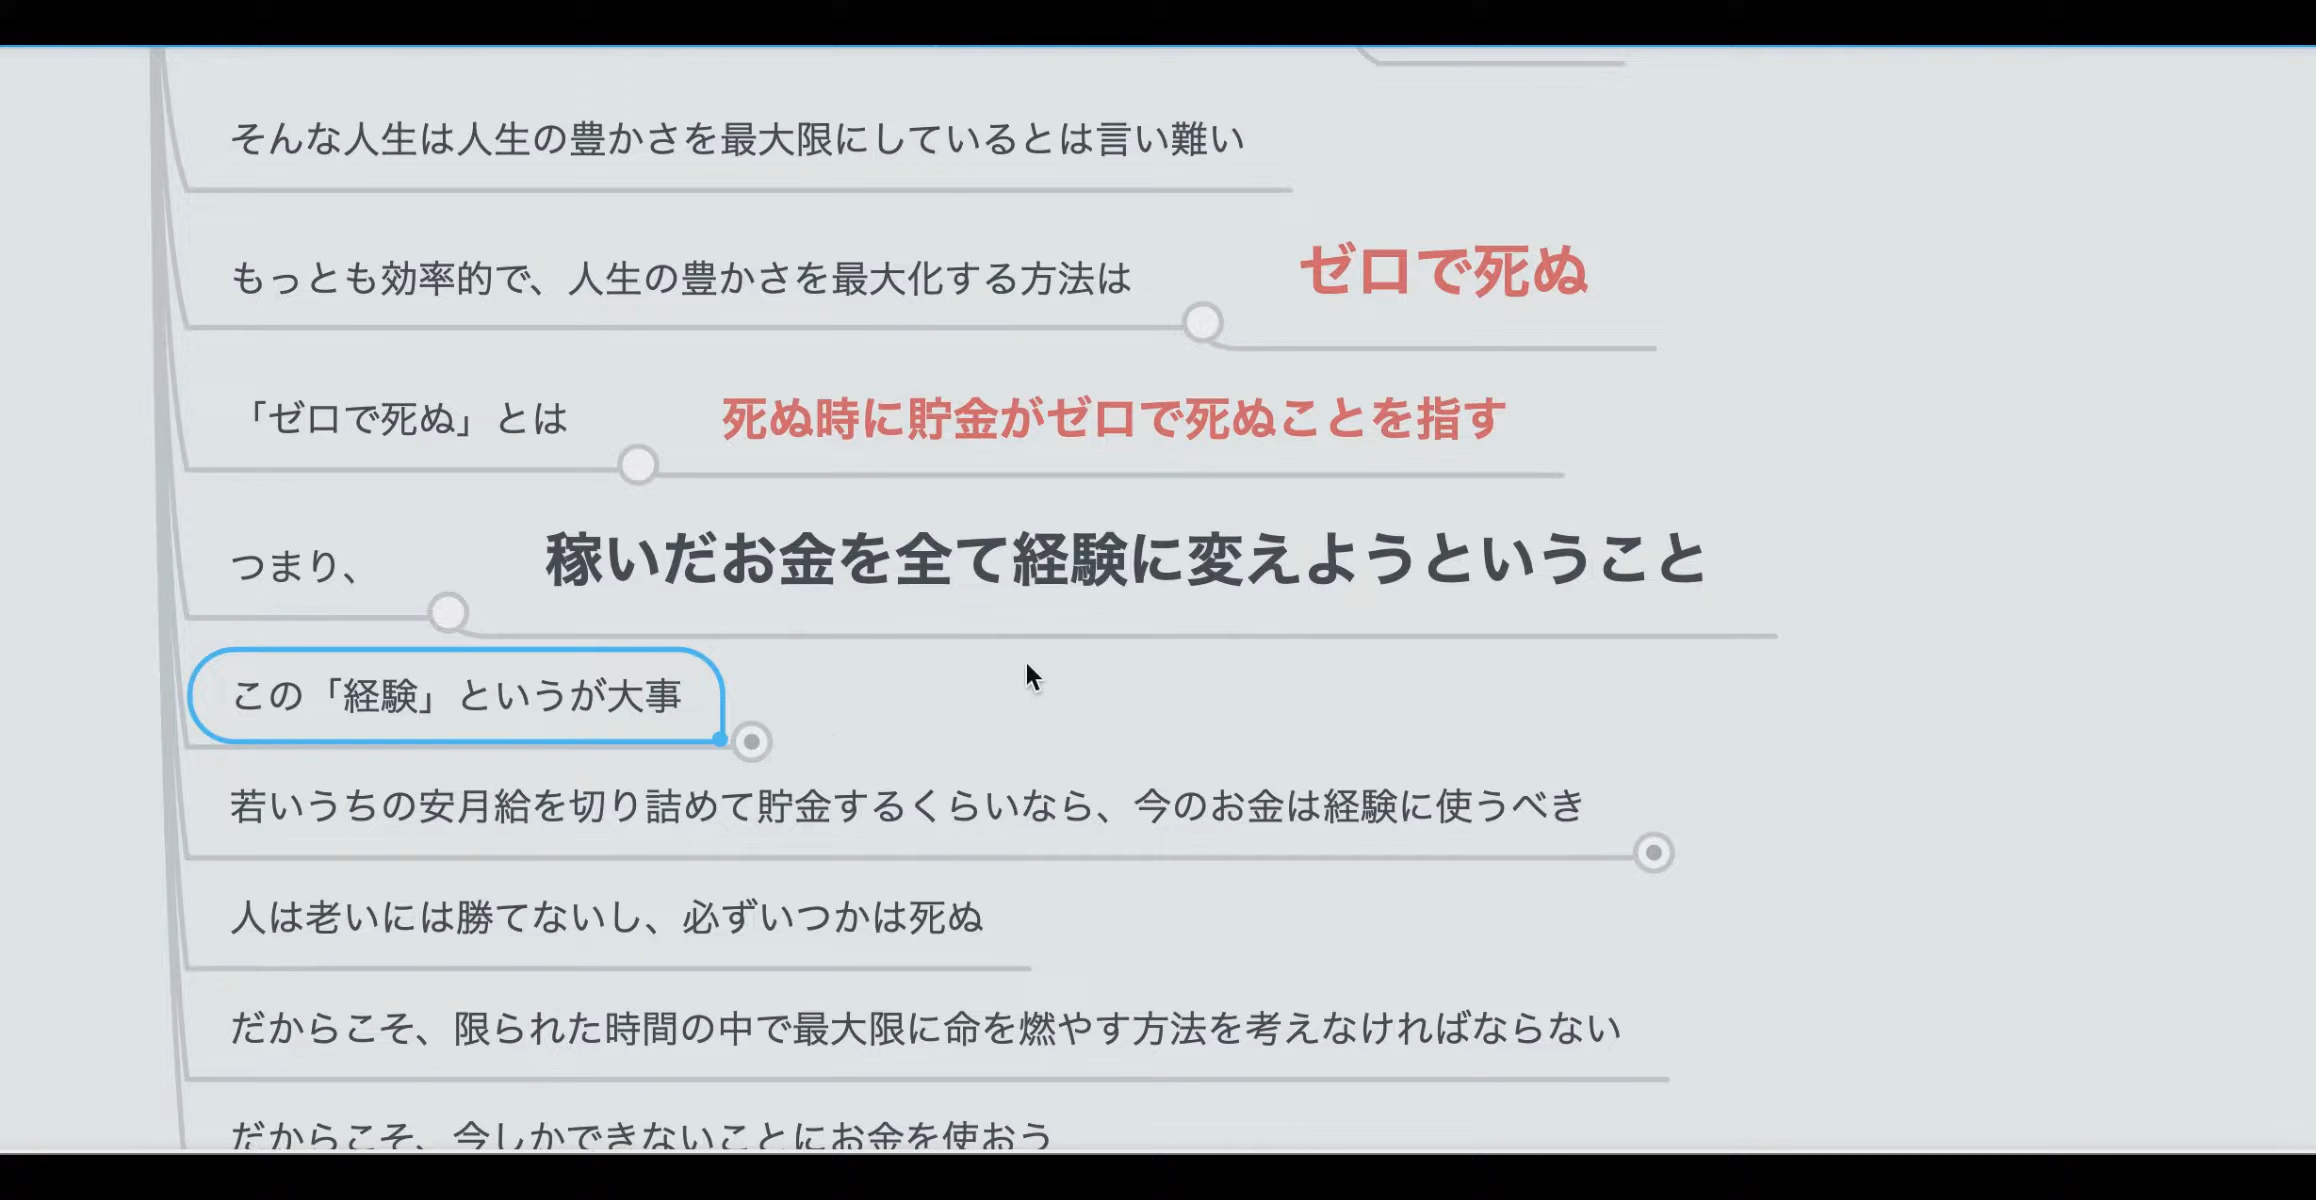 そんな人生は人生の豊かさを最大限にしているとは言い難い
もっとも効率的で、人生の豊かさを最大化する方法は
ゼロで死ぬ
「ゼロで死ぬ」とは
死ぬ時に貯金がゼロで死ぬことを指す
つまり、
稼いだお金を全て経験に変えようということ
この「経験」というが大事
若いうちの安月給を切り詰めて貯金するくらいなら、今のお金は経験に使うべき
人は老いには勝てないし、必ずいつかは死ぬ
だからこそ、限られた時間の中で最大限に命を燃やす方法を考えなければならない
だからこそ、今しかできないことにお金を使おう